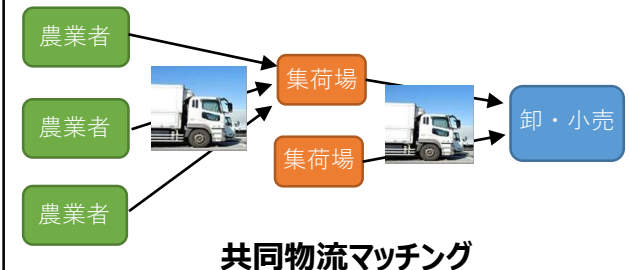 農業者
集荷場
農業者
卸・小売
集荷場
農業者
共同物流マッチング